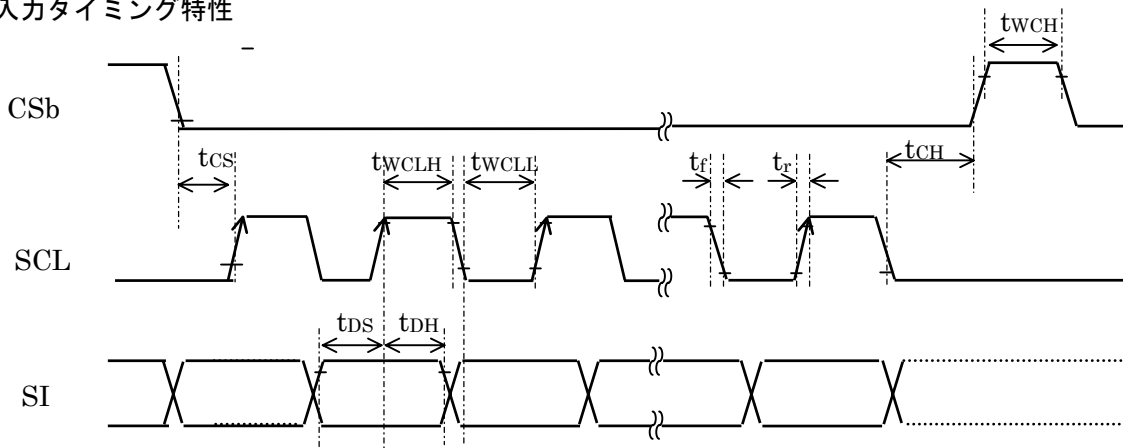 入力タイミング特性
tWCH
CSb
tCS
tWCLH
tWCLL
tf
tr
tCH
SCL
tDS
tDH
SI